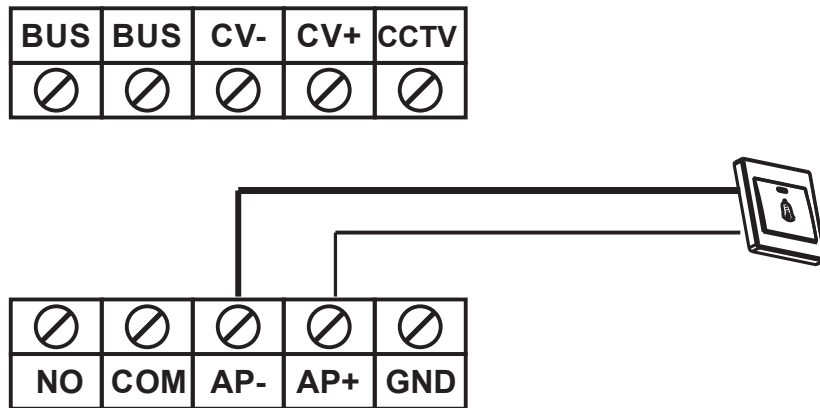 BUS BUS CV- CV+ CCTV
NO COM AP- AP+ GND